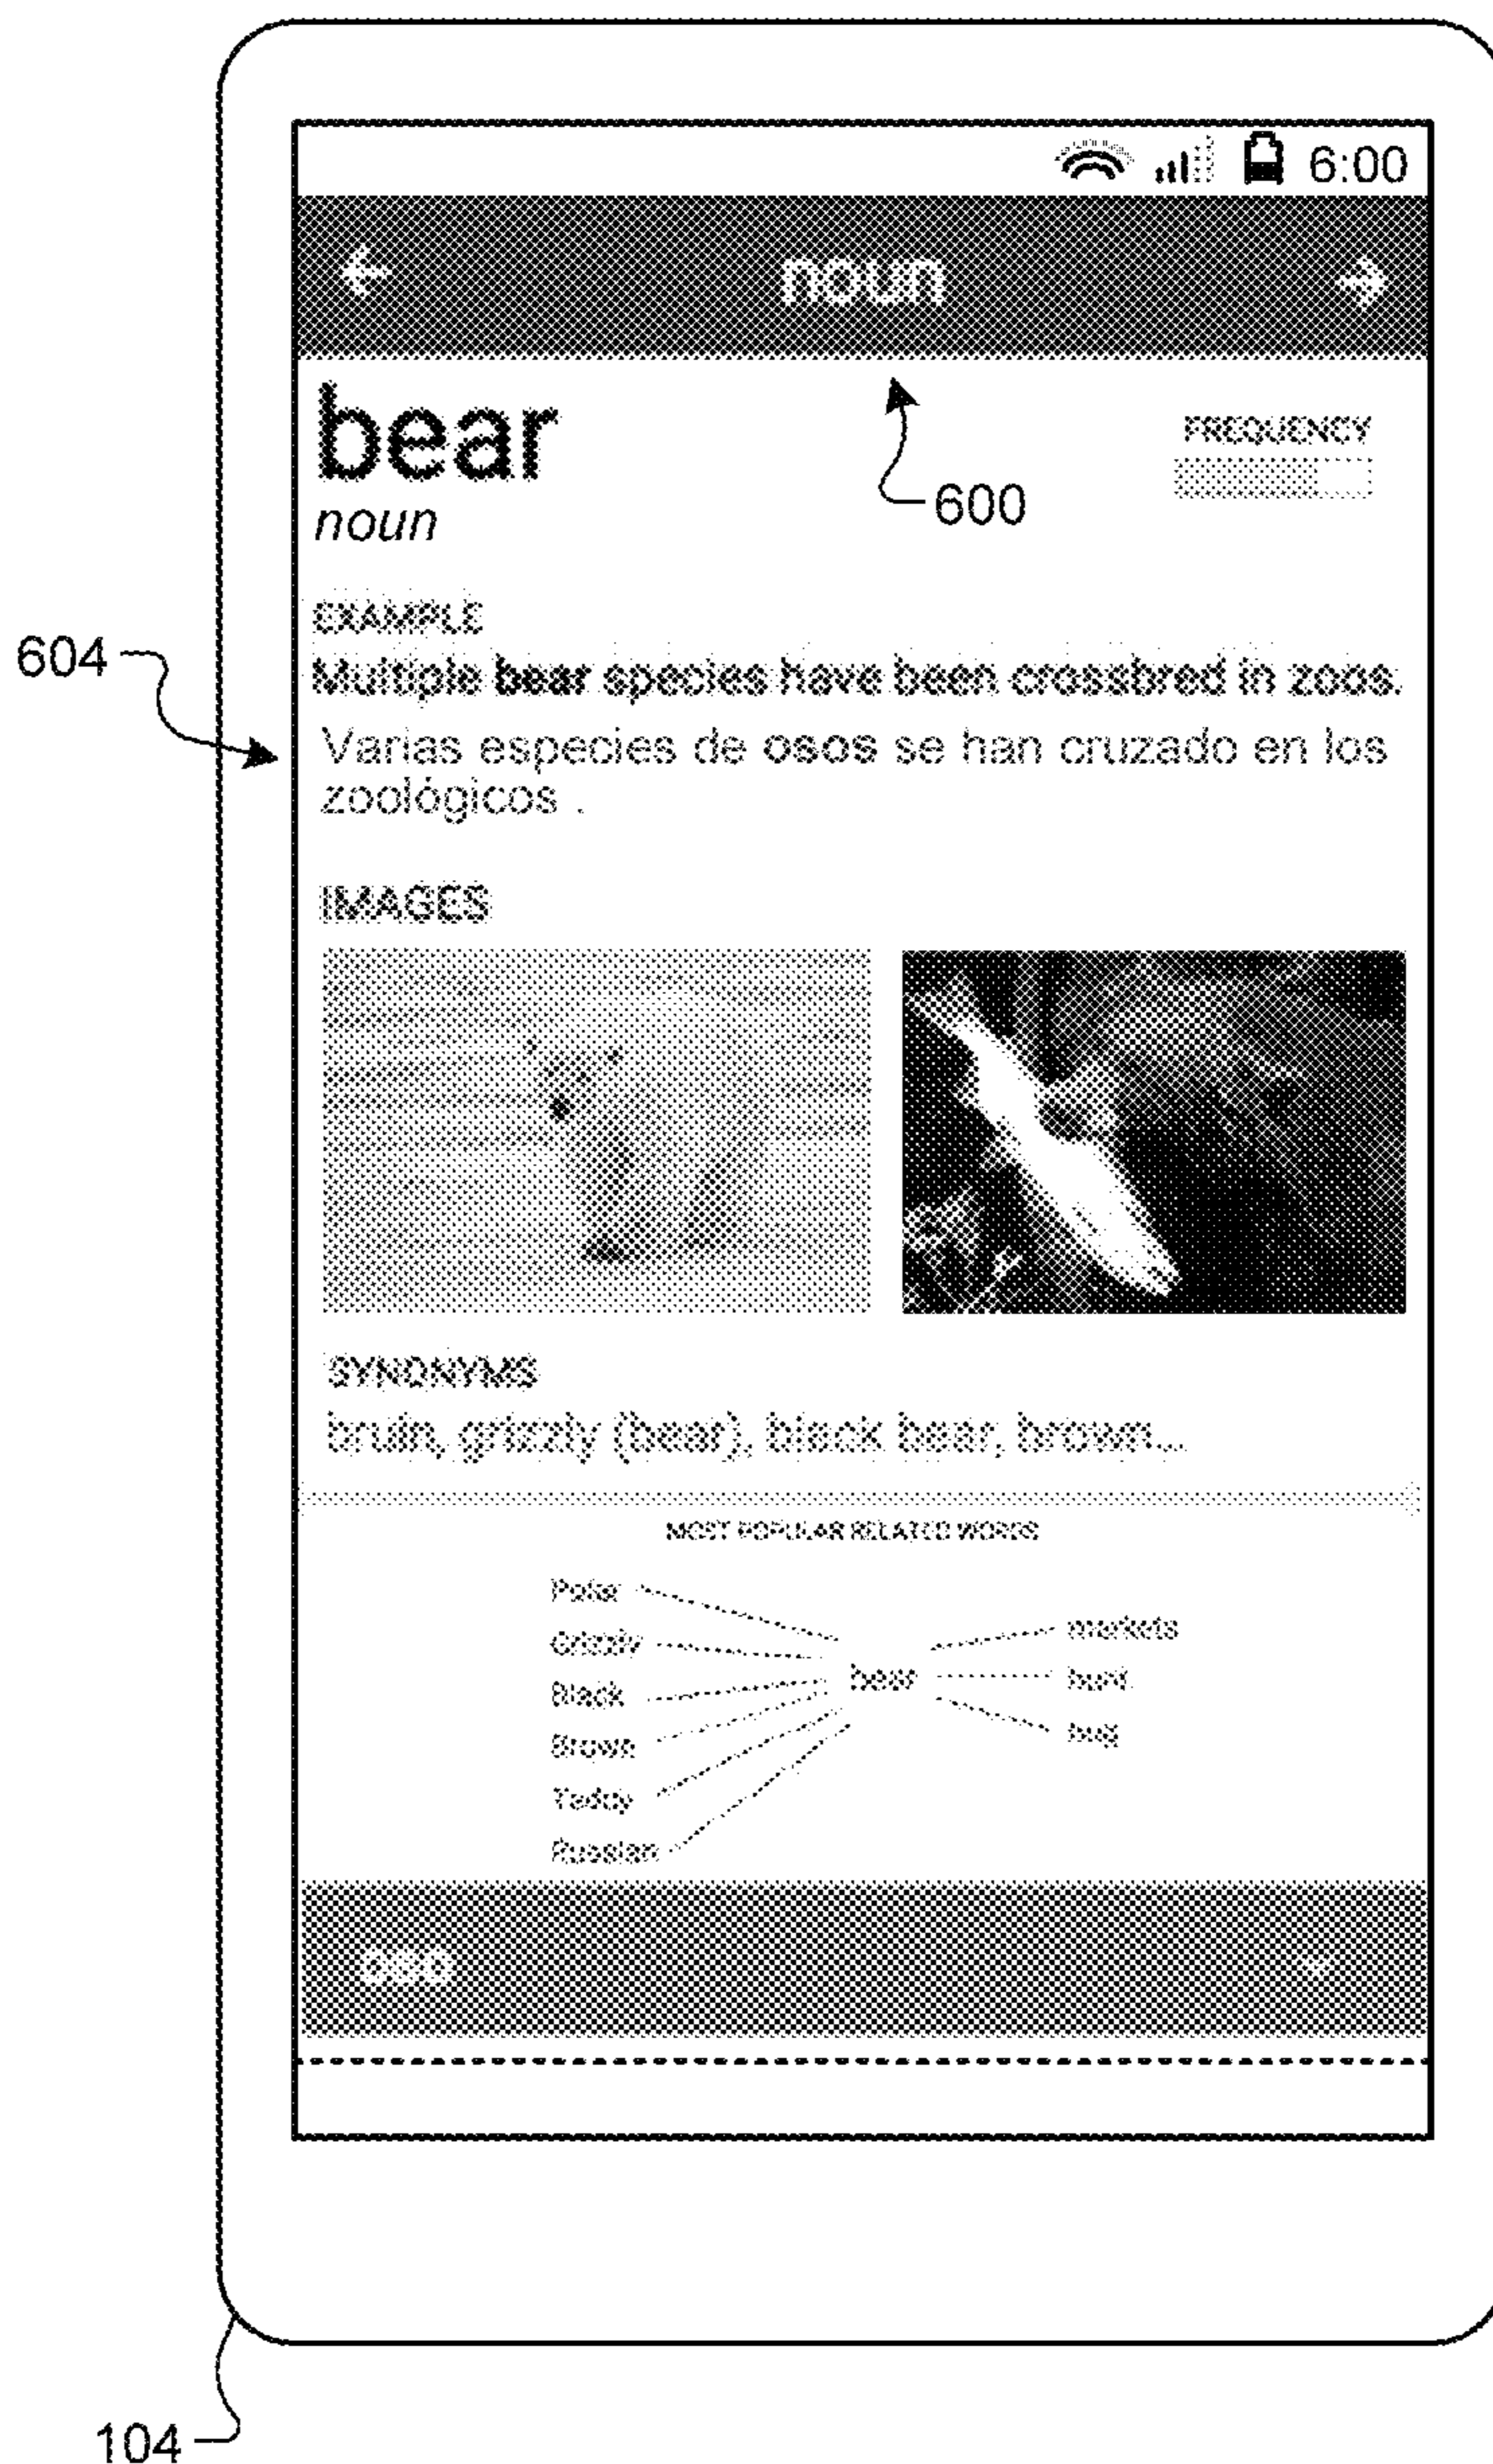 6:00
noun
bear
FREQUENCY
600
noun
EXAMPLE
604
Multiple bear species have been crossbred in zoos.
Varias especies de osos se han cruzado en los
zoológicos .
IMAGES
SYNONYMS
bruin, grizzly (bear), black bear, brown...
MOST POPULAR RELATED WORDS
Polar
Grizzly
Black
Brown
Teddy
Russian
bear
markets
hunt
hug
oso
104